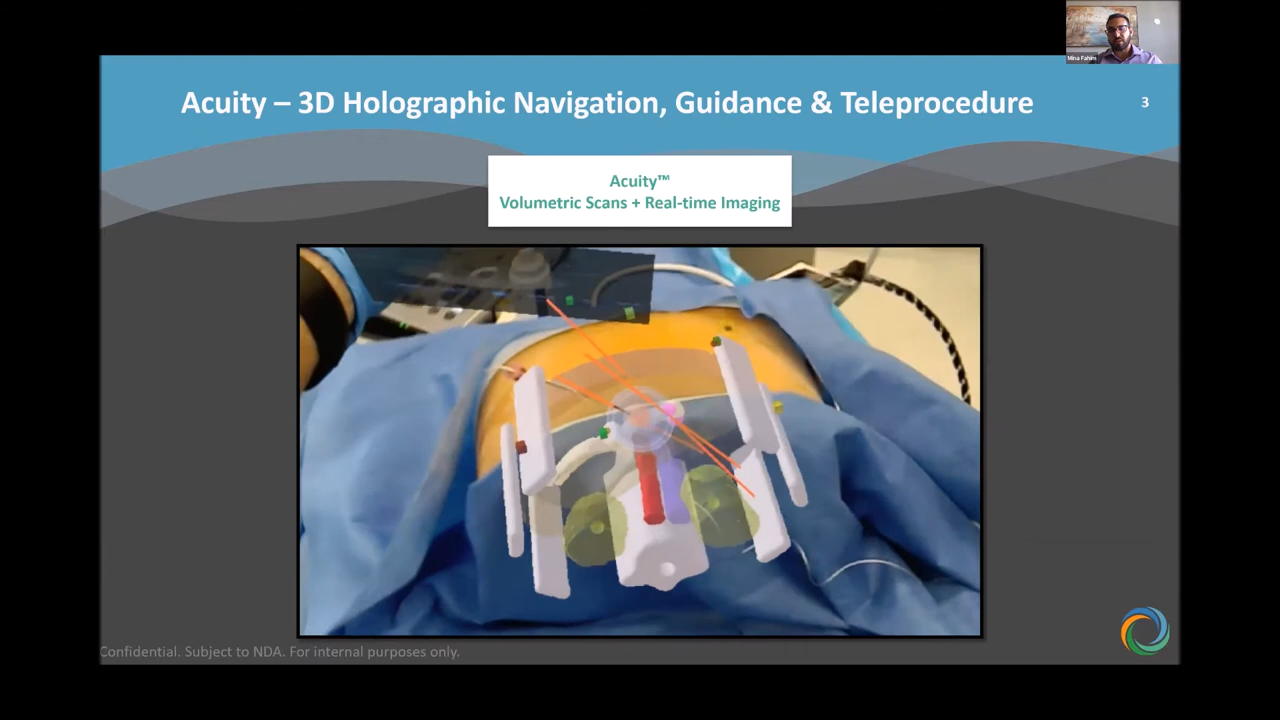 Mina Fahim
Acuity – 3D Holographic Navigation, Guidance & Teleprocedure
3
Acuity™
Volumetric Scans + Real-time Imaging
Confidential. Subject to NDA. For internal purposes only.